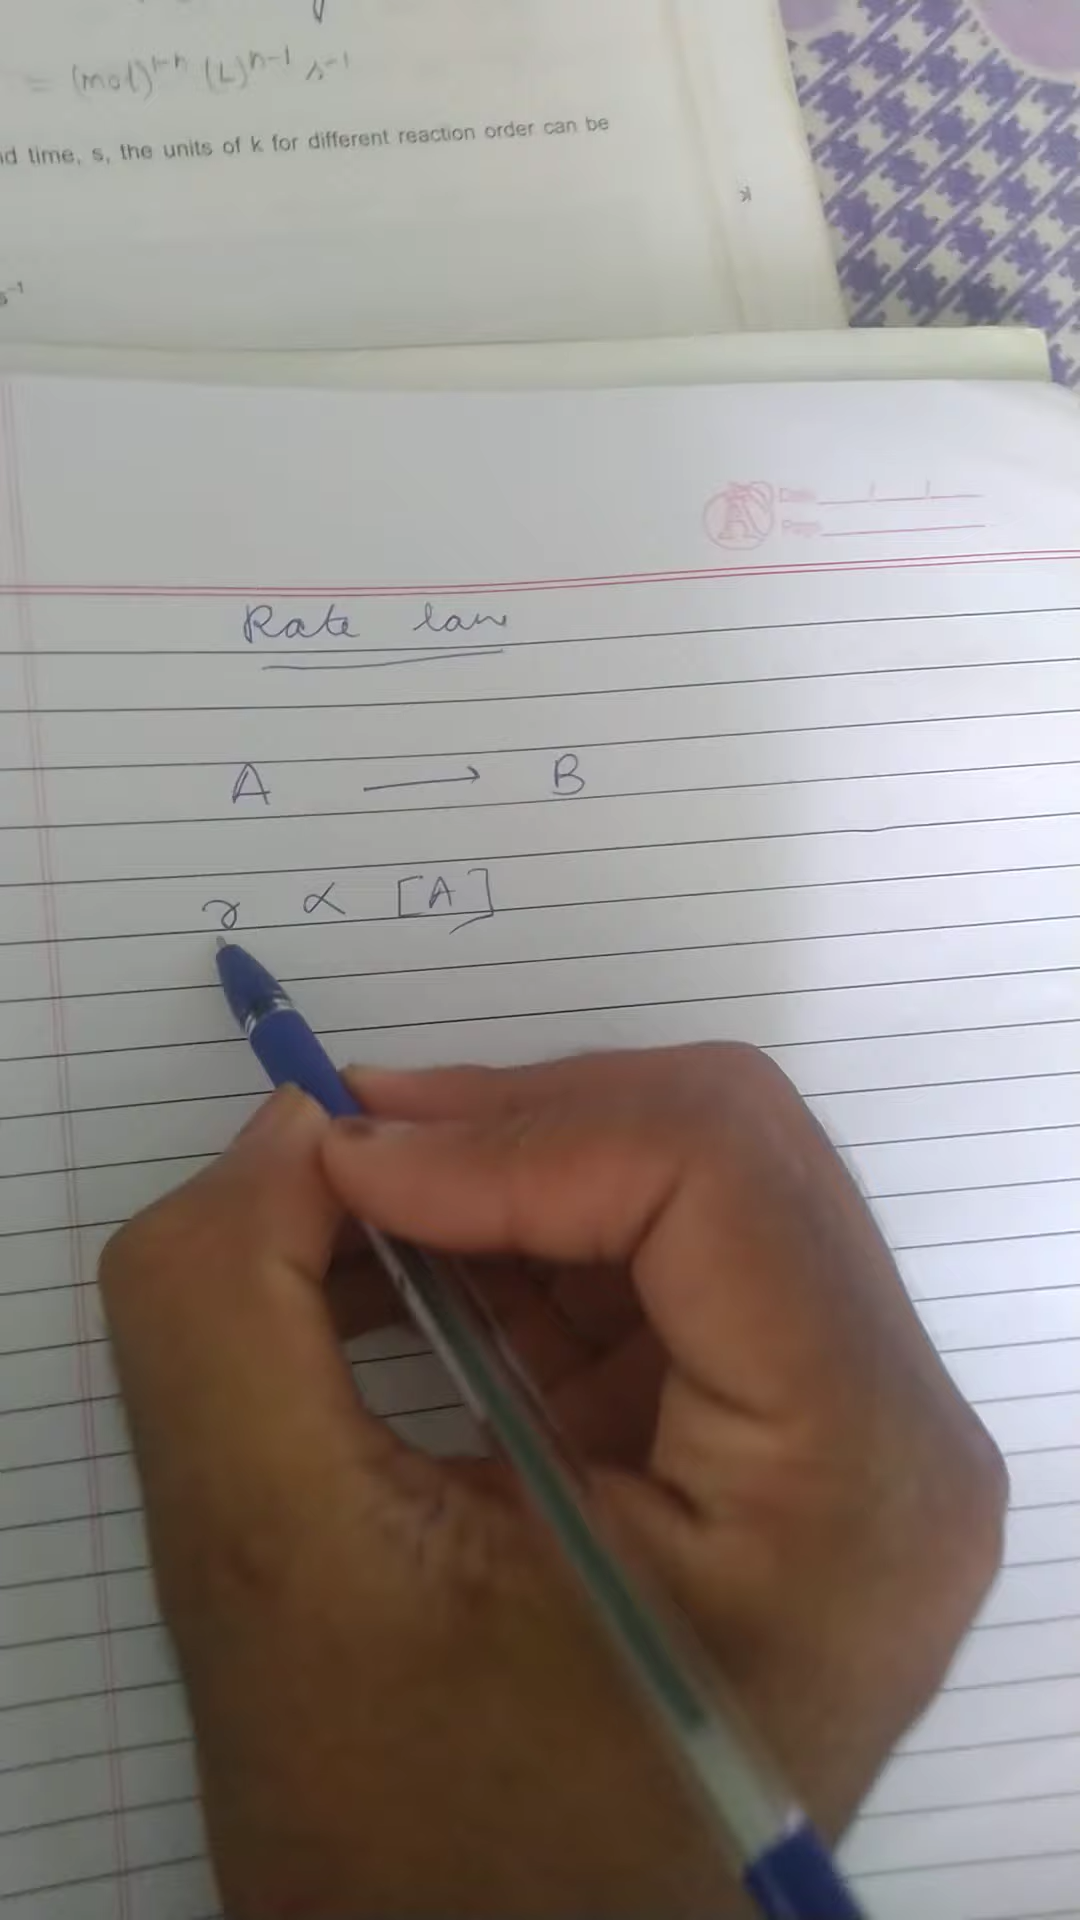 = (mol)^1-n (L)^n-1 s^-1
time, s, the units of k for different reaction order can be
s^-1
Date
Page
Rate law
A → B
r ∝ [A]